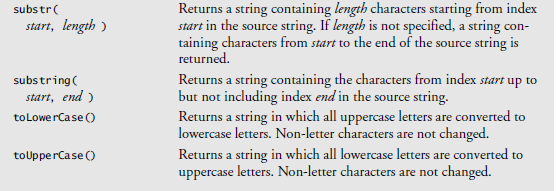 substr( Returns a string containing length characters starting from index
start, length ) start in the source string. If length is not specified, a string con-
taining characters from start to the end of the source string is
returned.
substring( Returns a string containing the characters from index start up to
start, end ) but not including index end in the source string.
toLowerCase() Returns a string in which all uppercase letters are converted to
lowercase letters. Non-letter characters are not changed.
toUpperCase() Returns a string in which all lowercase letters are converted to
uppercase letters. Non-letter characters are not changed.